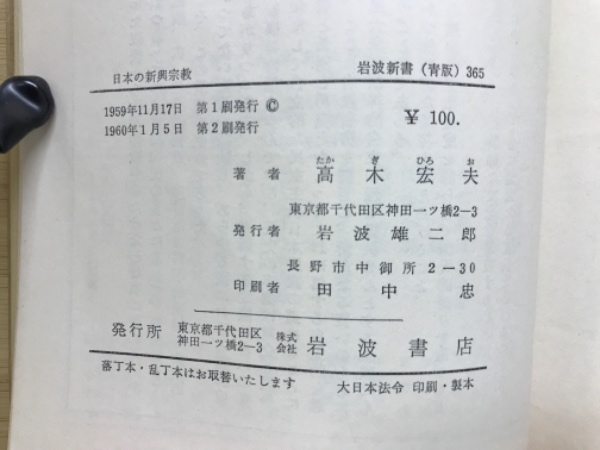 日本の新興宗教　岩波新書（青版）365
1959年11月17日　第1刷発行 ©
1960年1月5日　第2刷発行
¥ 100.
たか ぎ ひろ お
著者　高木宏夫
東京都千代田区神田一ツ橋2―3
発行者　岩波雄二郎
長野市中御所2―30
印刷者　田中忠
発行所　東京都千代田区神田一ツ橋2―3　株式会社　岩波書店
落丁本・乱丁本はお取替いたします　大日本法令 印刷・製本